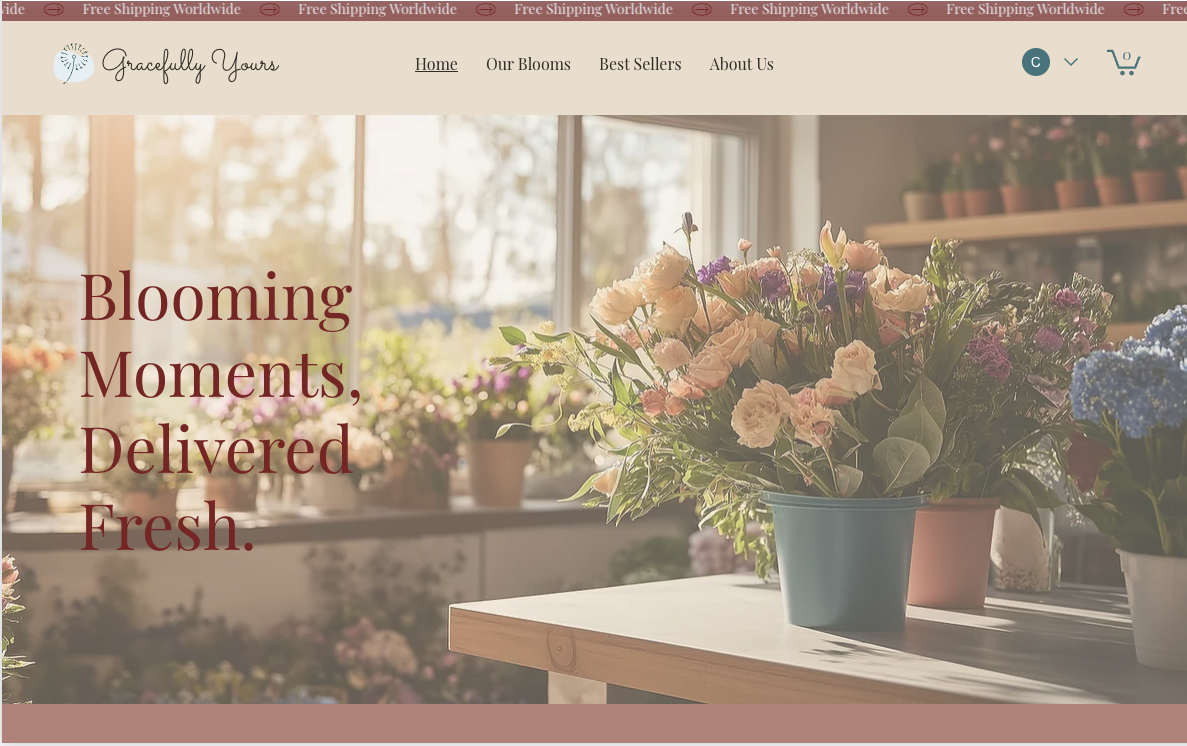 ide Free Shipping Worldwide Free Shipping Worldwide Free Shipping Worldwide Free Shipping Worldwide Free Shipping Worldwide Free
Gracefully Yours
Home Our Blooms Best Sellers About Us
C
0
Blooming
Moments,
Delivered
Fresh.